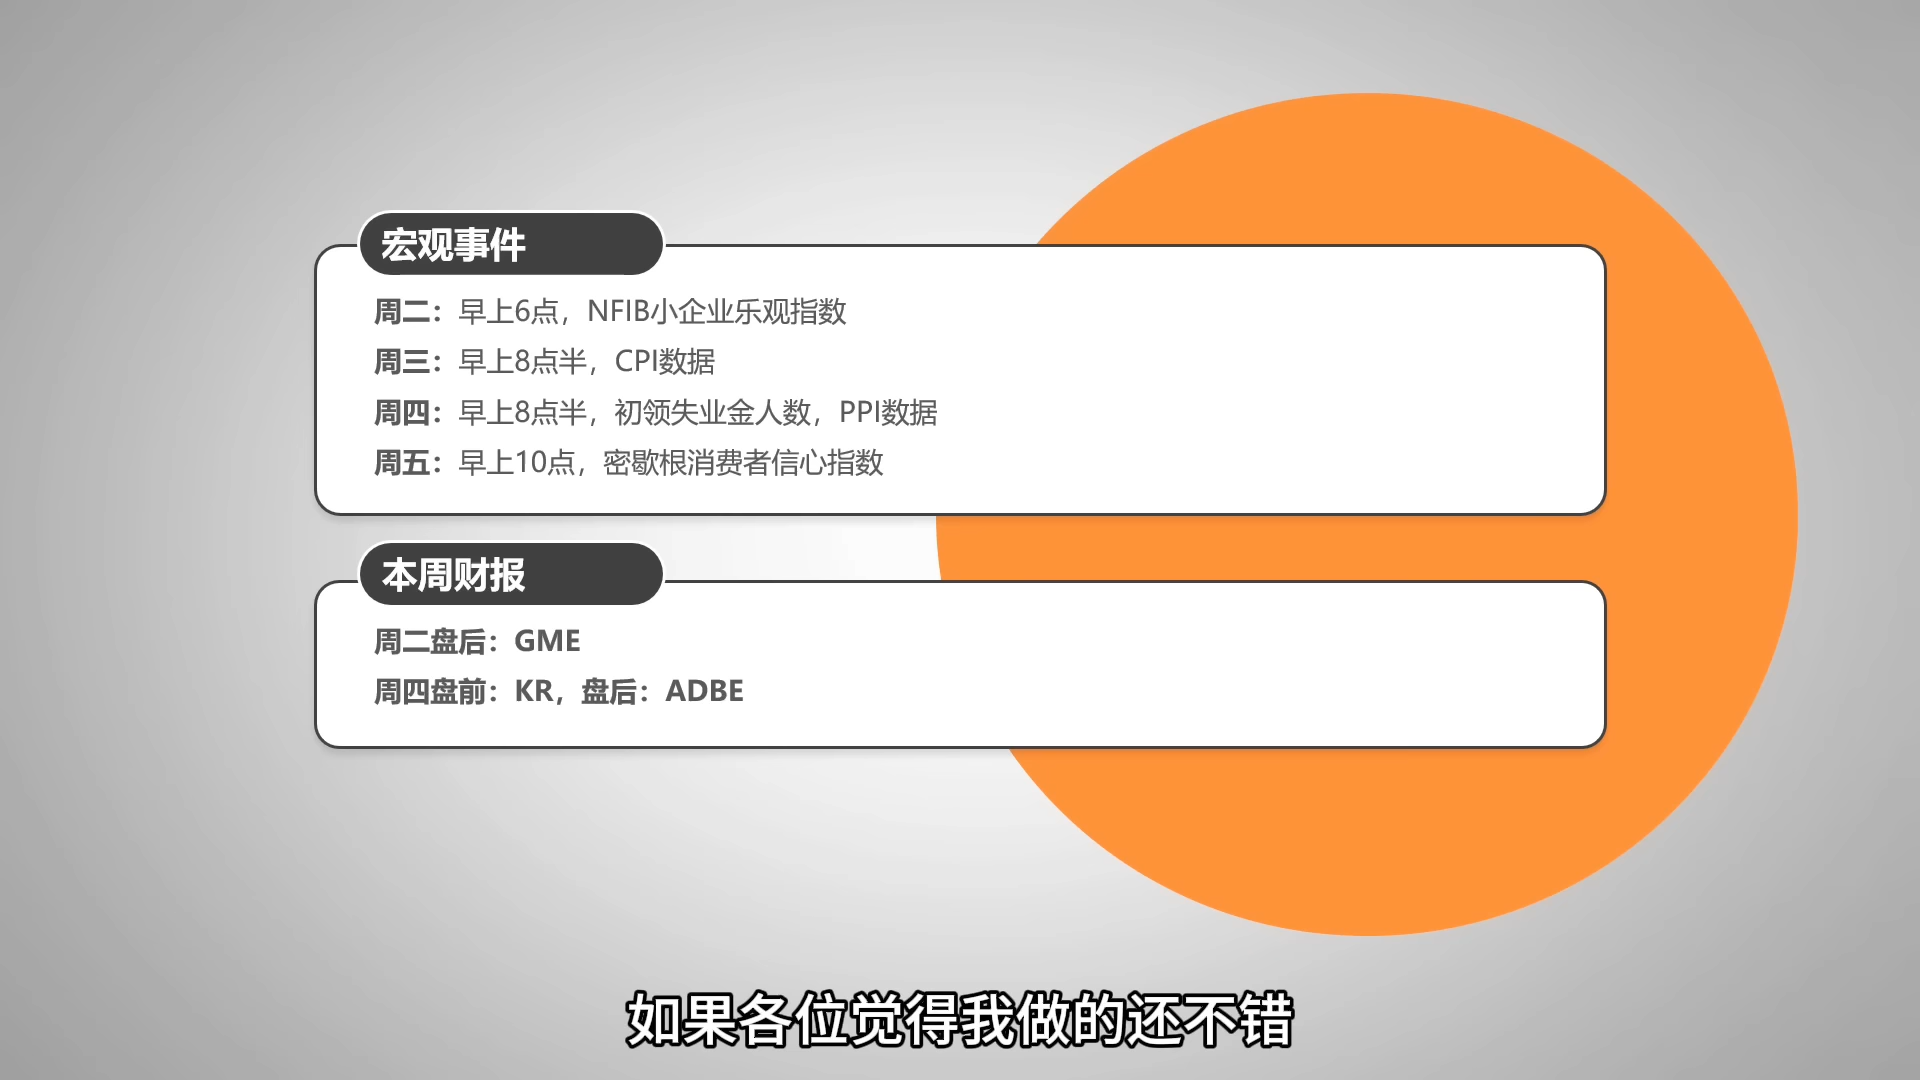 宏观事件
周二：早上6点，NFIB小企业乐观指数
周三：早上8点半，CPI数据
周四：早上8点半，初领失业金人数，PPI数据
周五：早上10点，密歇根消费者信心指数
本周财报
周二盘后：GME
周四盘前：KR，盘后：ADBE
如果各位觉得我做的还不错